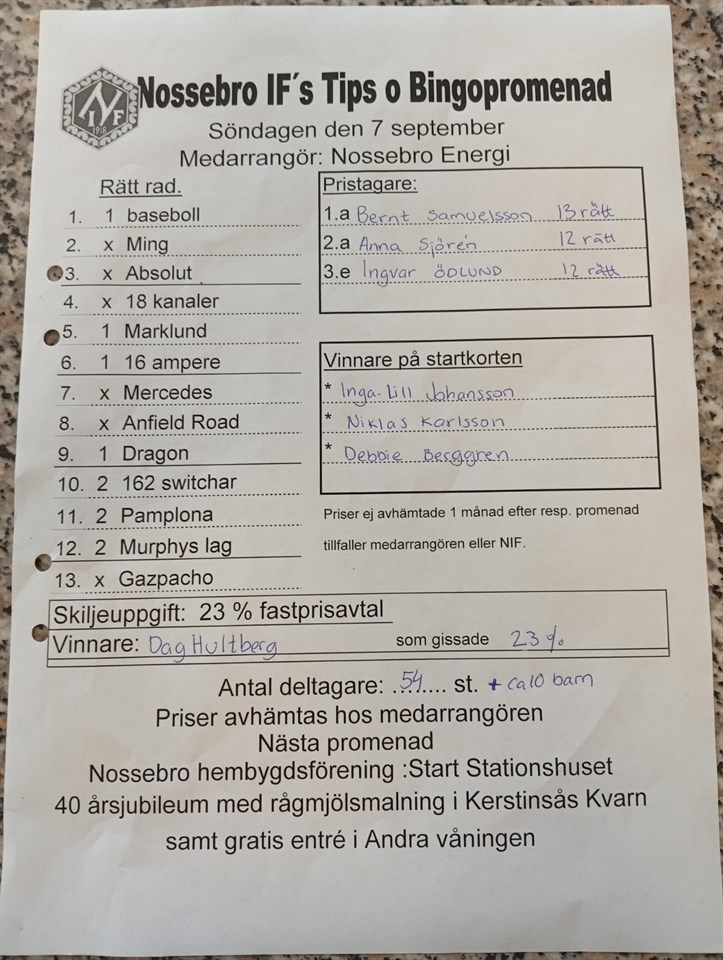 NIF
1918
Nossebro IF´s Tips o Bingopromenad
Söndagen den 7 september
Medarrangör: Nossebro Energi
Rätt rad.
1. 1 baseboll
2. x Ming
3. x Absolut
4. x 18 kanaler
5. 1 Marklund
6. 1 16 ampere
7. x Mercedes
8. x Anfield Road
9. 1 Dragon
10. 2 162 switchar
11. 2 Pamplona
12. 2 Murphys lag
13. x Gazpacho
Pristagare:
1.a Bernt Samuelsson 13 rätt
2.a Anna Sjörén 12 rätt
3.e Ingvar ÖDLUND 12 rätt
Vinnare på startkorten
* Inga-Lill Johansson
* Niklas Karlsson
* Debbie Berggren
Priser ej avhämtade 1 månad efter resp. promenad
tillfaller medarrangören eller NIF.
Skiljeuppgift: 23 % fastprisavtal
Vinnare: Dag Hultberg som gissade 23%
Antal deltagare: ..54.... st. + ca 10 barn
Priser avhämtas hos medarrangören
Nästa promenad
Nossebro hembygdsförening :Start Stationshuset
40 årsjubileum med rågmjölsmalning i Kerstinsås Kvarn
samt gratis entré i Andra våningen